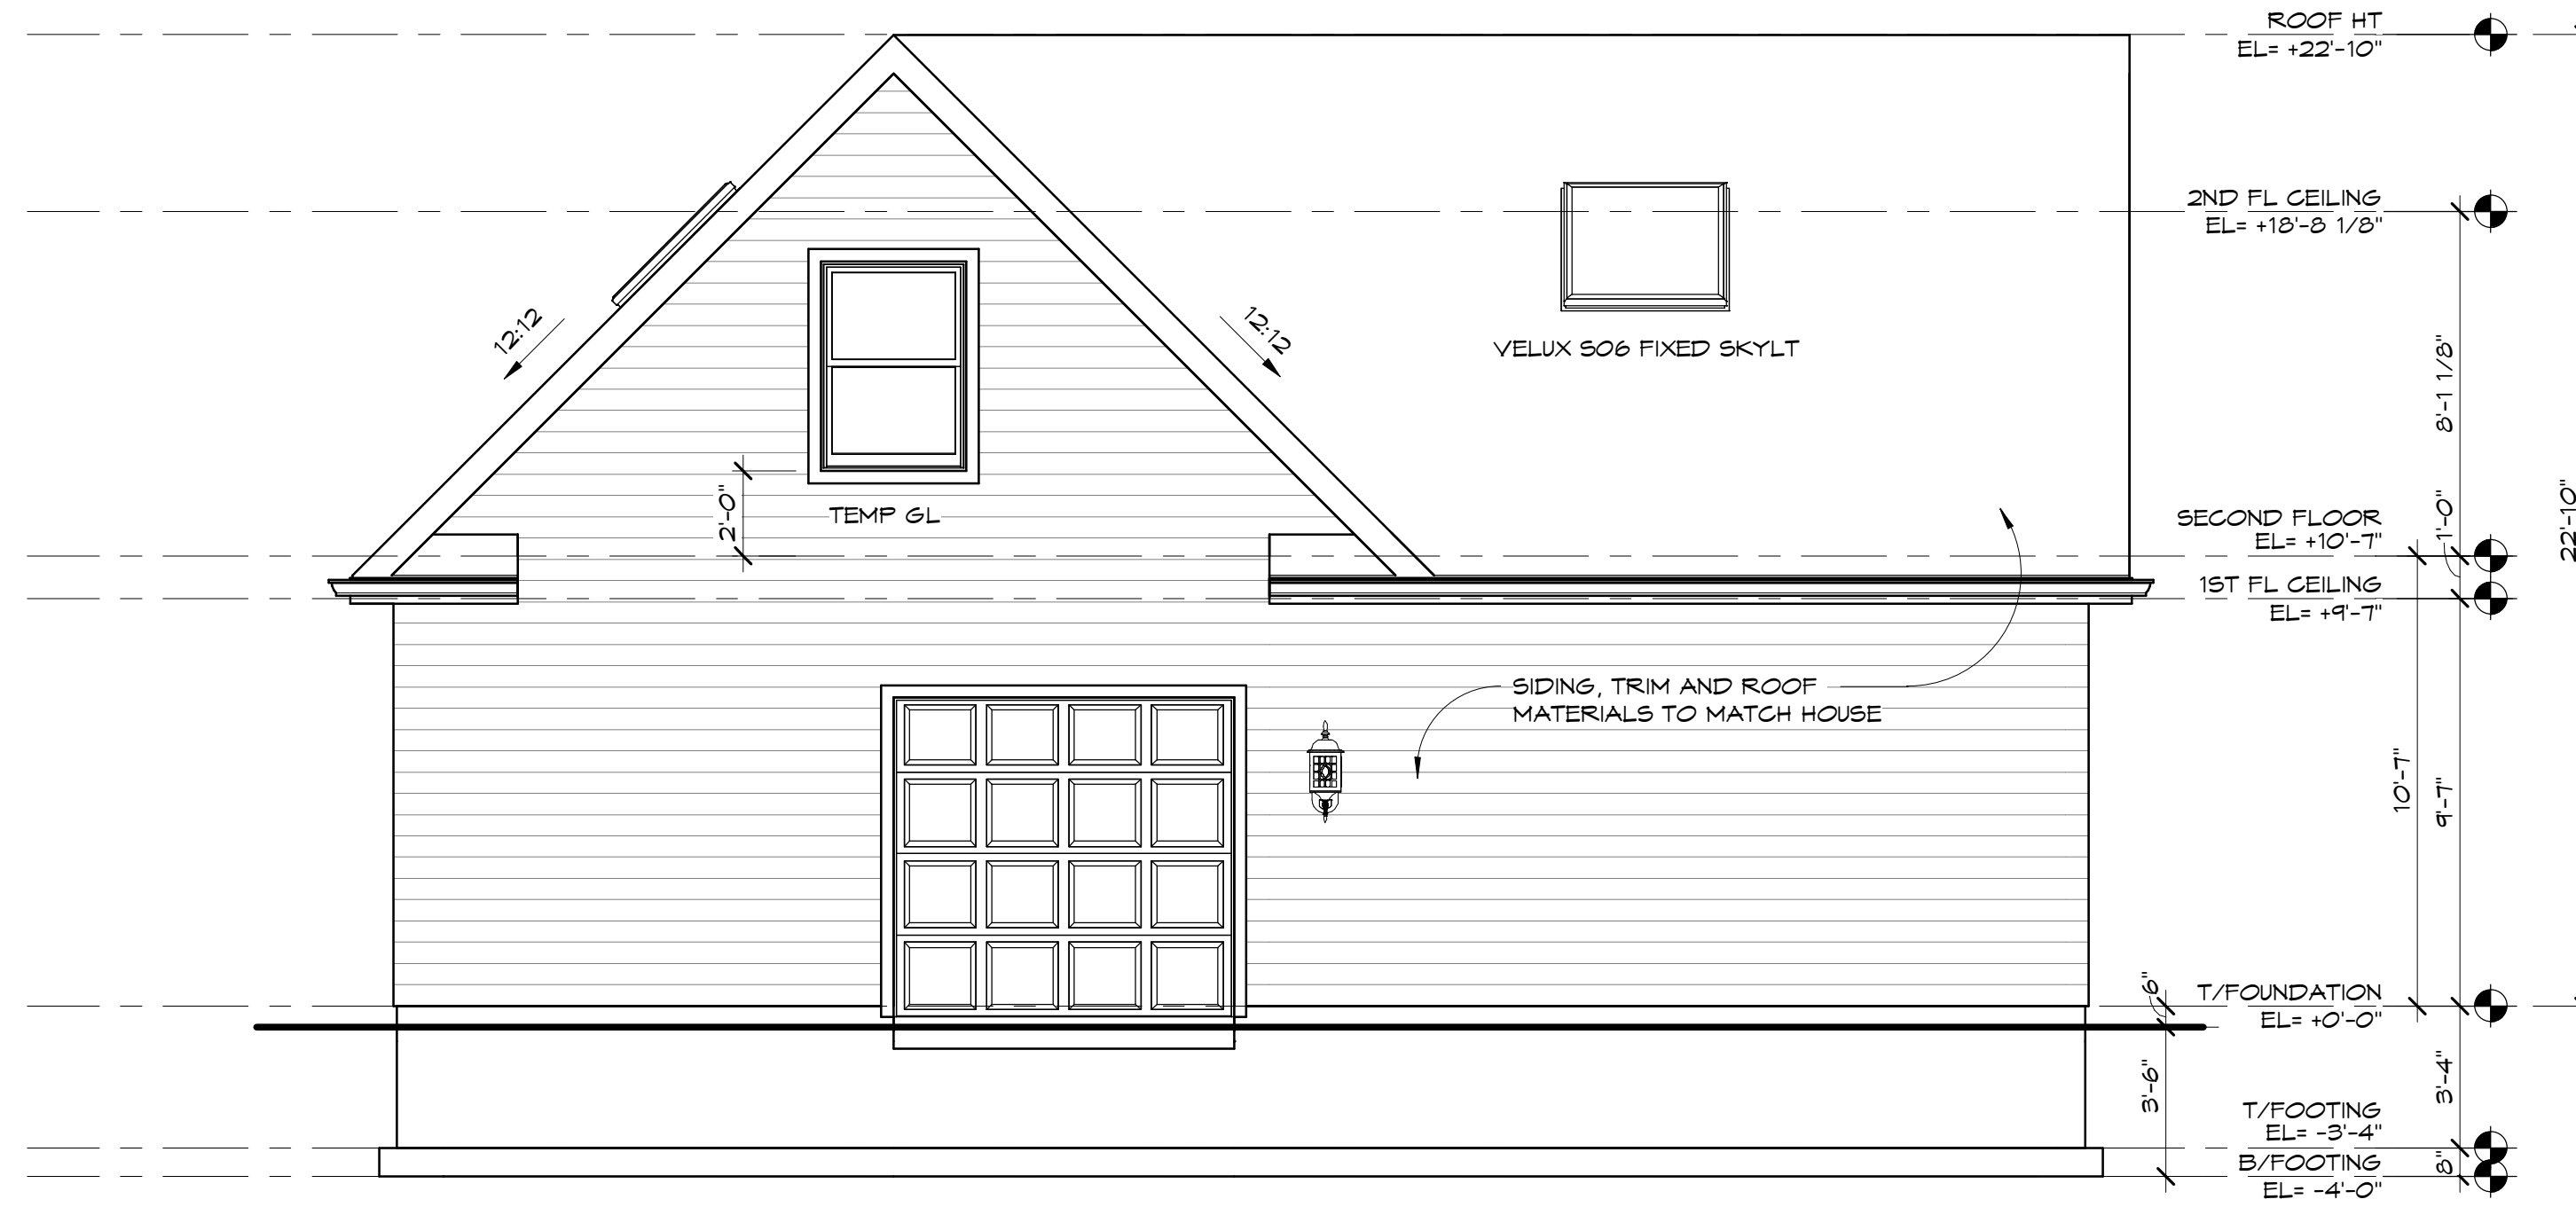 ROOF HT
EL= +22'-10"
2ND FL CEILING
EL= +18'-8 1/8"
12:12
12:12
VELUX S06 FIXED SKYLT
8'-1 1/8"
2'-0"
TEMP GL
SECOND FLOOR
EL= +10'-7"
1'-0"
22'-10"
1ST FL CEILING
EL= +9'-7"
SIDING, TRIM AND ROOF
MATERIALS TO MATCH HOUSE
10'-7"
9'-7"
6"
T/FOUNDATION
EL= +0'-0"
3'-6"
3'-4"
T/FOOTING
EL= -3'-4"
B/FOOTING
EL= -4'-0"
8"